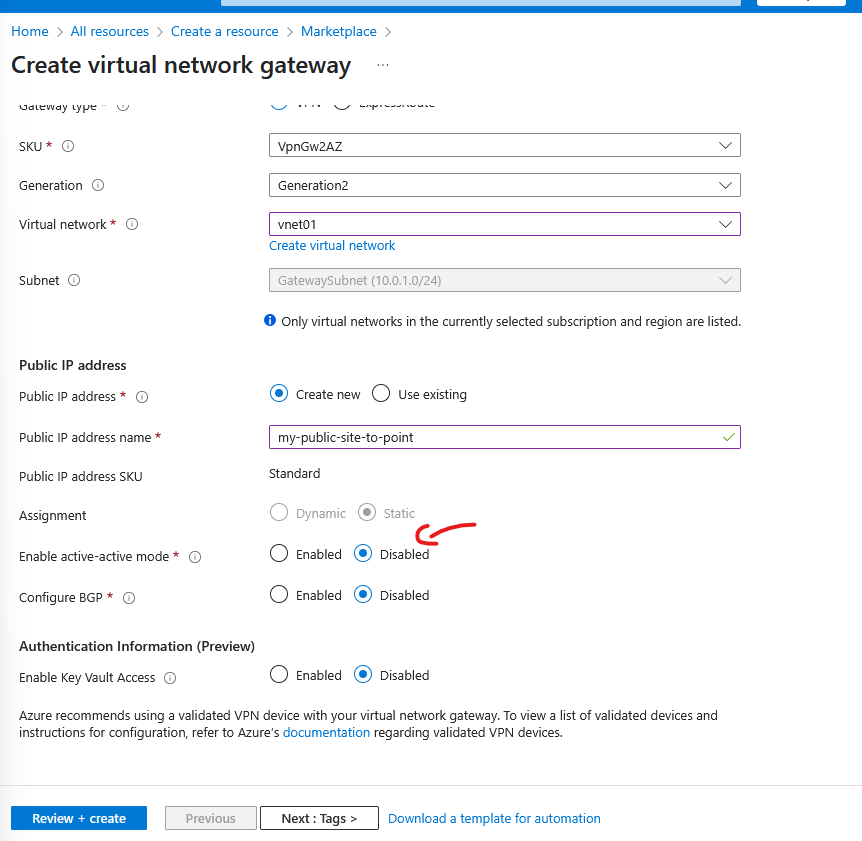 Home > All resources > Create a resource > Marketplace >
Create virtual network gateway ...
Gateway type * VPN ExpressRoute
SKU * VpnGw2AZ
Generation Generation2
Virtual network * vnet01
Create virtual network
Subnet GatewaySubnet (10.0.1.0/24)
Only virtual networks in the currently selected subscription and region are listed.
Public IP address
Public IP address * Create new Use existing
Public IP address name * my-public-site-to-point
Public IP address SKU Standard
Assignment Dynamic Static
Enable active-active mode * Enabled Disabled
Configure BGP * Enabled Disabled
Authentication Information (Preview)
Enable Key Vault Access Enabled Disabled
Azure recommends using a validated VPN device with your virtual network gateway. To view a list of validated devices and
instructions for configuration, refer to Azure's documentation regarding validated VPN devices.
Review + create Previous Next : Tags > Download a template for automation